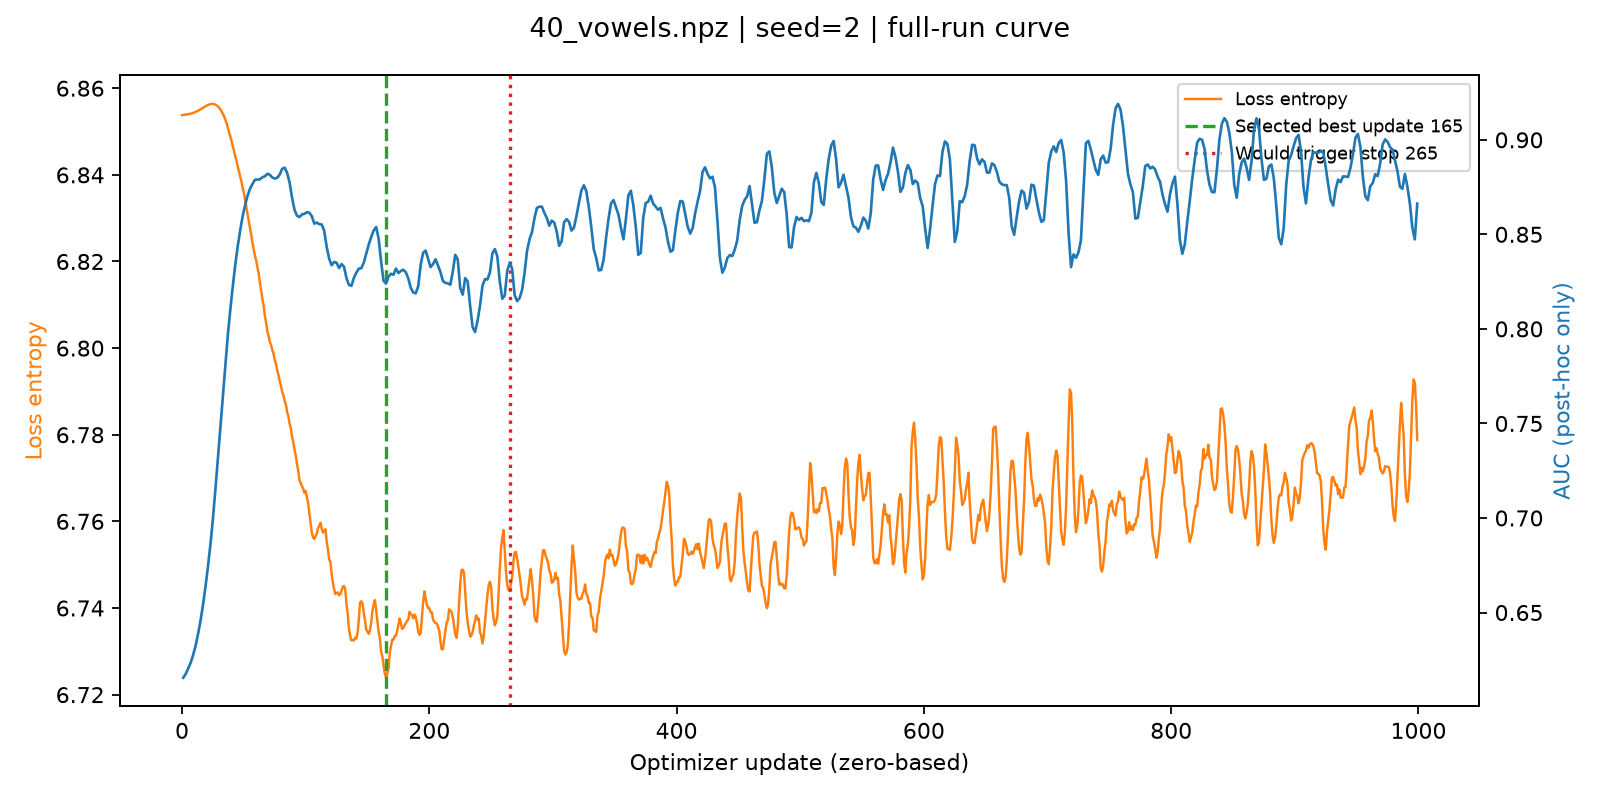 40_vowels.npz | seed=2 | full-run curve
Loss entropy
Selected best update 165
Would trigger stop 265
6.86
6.84
6.82
6.80
6.78
6.76
6.74
6.72
Loss entropy
0.90
0.85
0.80
0.75
0.70
0.65
AUC (post-hoc only)
0 200 400 600 800 1000
Optimizer update (zero-based)